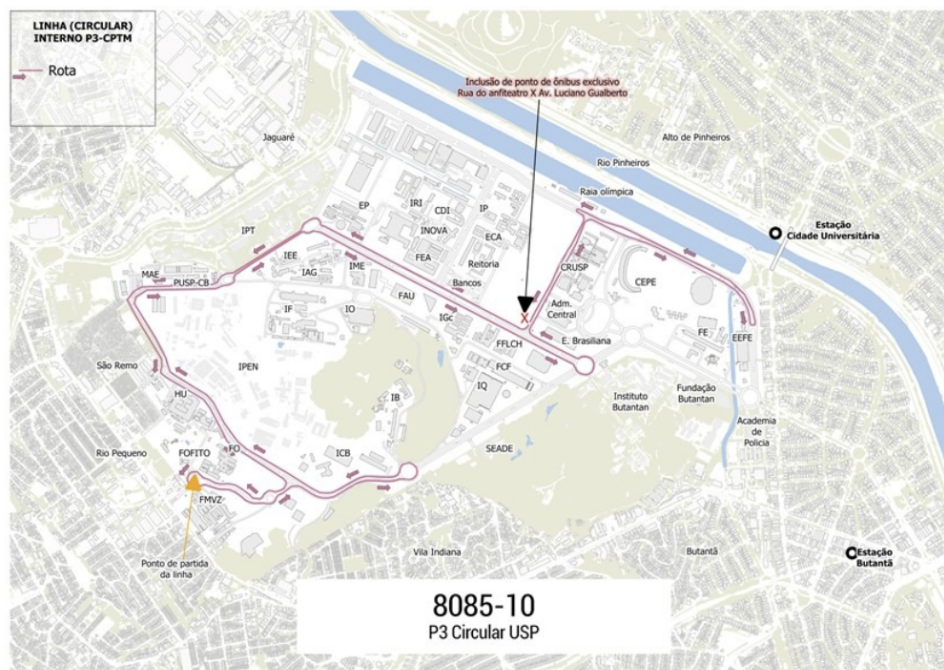 LINHA (CIRCULAR)
INTERNO P3-CPTM
Rota
Inclusão de ponto de ônibus exclusivo
Rua do anfiteatro X Av. Luciano Gualberto
Jaguaré
Alto de Pinheiros
Rio Pinheiros
Raia olímpica
Estação
Cidade Universitária
EP
IRI
CDI
IP
INOVA
ECA
IPT
IEE
IME
FEA
Reitoria
CRUSP
CEPE
MAE
PUSP-CB
IAG
Bancos
FAU
IF
IO
IGc
X
Adm.
Central
FFLCH
E. Brasiliana
FE
EEFE
São Remo
IPEN
FCF
HU
IB
IQ
Instituto
Butantan
Fundação
Butantan
Academia
de
Policia
Rio Pequeno
FOFITO
FO
ICB
SEADE
FMVZ
Ponto de partida
da linha
Vila Indiana
Butantã
Estação
Butantã
8085-10
P3 Circular USP